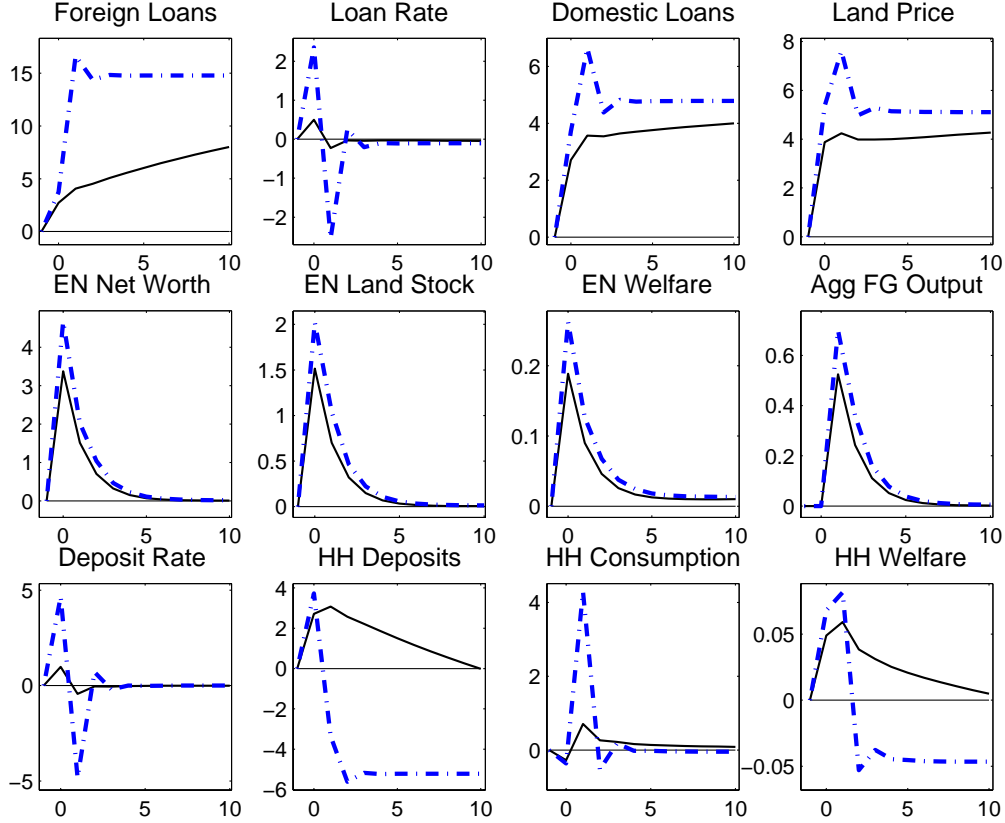 Foreign Loans
15
10
5
0
0 5 10
Loan Rate
2
1
0
−1
−2
0 5 10
Domestic Loans
6
4
2
0
0 5 10
Land Price
8
6
4
2
0
0 5 10
EN Net Worth
4
3
2
1
0
0 5 10
EN Land Stock
2
1.5
1
0.5
0
0 5 10
EN Welfare
0.2
0.1
0
0 5 10
Agg FG Output
0.6
0.4
0.2
0
0 5 10
Deposit Rate
5
0
−5
0 5 10
HH Deposits
4
2
0
−2
−4
−6
0 5 10
HH Consumption
4
2
0
0 5 10
HH Welfare
0.05
0
−0.05
0 5 10